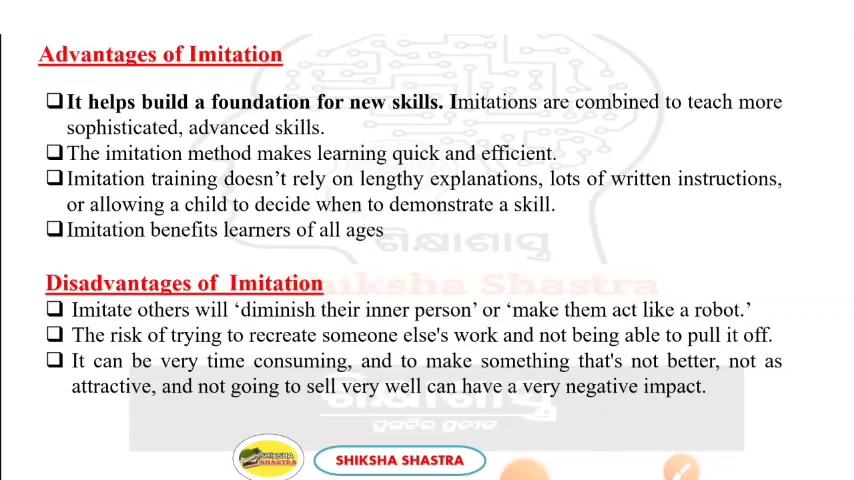 Advantages of Imitation
❑ It helps build a foundation for new skills. Imitations are combined to teach more
sophisticated, advanced skills.
❑ The imitation method makes learning quick and efficient.
❑ Imitation training doesn't rely on lengthy explanations, lots of written instructions,
or allowing a child to decide when to demonstrate a skill.
❑ Imitation benefits learners of all ages
ଶିକ୍ଷାଶାସ୍ତ୍ର
Shiksha Shastra
Disadvantages of Imitation
❑ Imitate others will ‘diminish their inner person’ or ‘make them act like a robot.’
❑ The risk of trying to recreate someone else's work and not being able to pull it off.
❑ It can be very time consuming, and to make something that's not better, not as
attractive, and not going to sell very well can have a very negative impact.
ଶିକ୍ଷାଶାସ୍ତ୍ର
ପ୍ରଗତିର ପ୍ରତୀକ
SHIKSHA
SHASTRA
SHIKSHA SHASTRA